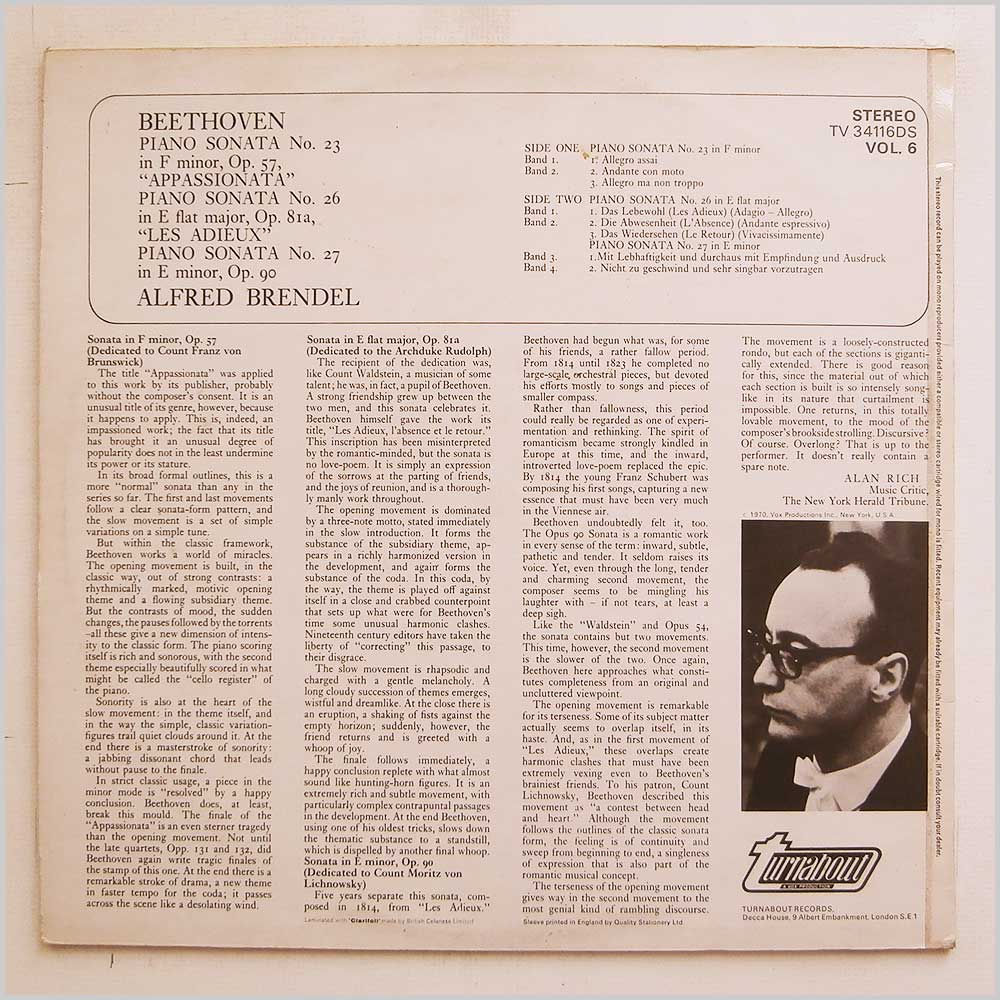 BEETHOVEN
PIANO SONATA No. 23
in F minor, Op. 57,
“APPASSIONATA”
PIANO SONATA No. 26
in E flat major, Op. 81a,
“LES ADIEUX”
PIANO SONATA No. 27
in E minor, Op. 90
ALFRED BRENDEL
SIDE ONE PIANO SONATA No. 23 in F minor
Band 1. 1. Allegro assai
Band 2. 2. Andante con moto
3. Allegro ma non troppo
SIDE TWO PIANO SONATA No. 26 in E flat major
Band 1. 1. Das Lebewohl (Les Adieux) (Adagio – Allegro)
Band 2. 2. Die Abwesenheit (L'Absence) (Andante espressivo)
3. Das Wiedersehen (Le Retour) (Vivacissimamente)
PIANO SONATA No. 27 in E minor
Band 3. 1.Mit Lebhaftigkeit und durchaus mit Empfindung und Ausdruck
Band 4. 2. Nicht zu geschwind und sehr singbar vorzutragen
STEREO
TV 34116DS
VOL. 6
Sonata in F minor, Op. 57
(Dedicated to Count Franz von
Brunswick)
The title “Appassionata” was applied
to this work by its publisher, probably
without the composer's consent. It is an
unusual title of its genre, however, because
it happens to apply. This is, indeed, an
impassioned work; the fact that its title
has brought it an unusual degree of
popularity does not in the least undermine
its power or its stature.
In its broad formal outlines, this is a
more “normal” sonata than any in the
series so far. The first and last movements
follow a clear sonata-form pattern, and
the slow movement is a set of simple
variations on a simple tune.
But within the classic framework,
Beethoven works a world of miracles.
The opening movement is built, in the
classic way, out of strong contrasts: a
rhythmically marked, motivic opening
theme and a flowing subsidiary theme.
But the contrasts of mood, the sudden
changes, the pauses followed by the torrents
–all these give a new dimension of intens-
ity to the classic form. The piano scoring
itself is rich and sonorous, with the second
theme especially beautifully scored in what
might be called the “cello register” of
the piano.
Sonority is also at the heart of the
slow movement: in the theme itself, and
in the way the simple, classic variation-
figures trail quiet clouds around it. At the
end there is a masterstroke of sonority:
a jabbing dissonant chord that leads
without pause to the finale.
In strict classic usage, a piece in the
minor mode is “resolved” by a happy
conclusion. Beethoven does, at least,
break this mould. The finale of the
“Appassionata” is an even sterner tragedy
than the opening movement. Not until
the late quartets, Opp. 131 and 132, did
Beethoven again write tragic finales of
the stamp of this one. At the end there is a
remarkable stroke of drama, a new theme
in faster tempo for the coda; it passes
across the scene like a desolating wind.
Sonata in E flat major, Op. 81a
(Dedicated to the Archduke Rudolph)
The recipient of the dedication was,
like Count Waldstein, a musician of some
talent; he was, in fact, a pupil of Beethoven.
A strong friendship grew up between the
two men, and this sonata celebrates it.
Beethoven himself gave the work its
title, “Les Adieux, l'absence et le retour.”
This inscription has been misinterpreted
by the romantic-minded, but the sonata is
no love-poem. It is simply an expression
of the sorrows at the parting of friends,
and the joys of reunion, and is a thorough-
ly manly work throughout.
The opening movement is dominated
by a three-note motto, stated immediately
in the slow introduction. It forms the
substance of the subsidiary theme, ap-
pears in a richly harmonized version in
the development, and again forms the
substance of the coda. In this coda, by
the way, the theme is played off against
itself in a close and crabbed counterpoint
that sets up what were for Beethoven's
time some unusual harmonic clashes.
Nineteenth century editors have taken the
liberty of “correcting” this passage, to
their disgrace.
The slow movement is rhapsodic and
charged with a gentle melancholy. A
long cloudy succession of themes emerges,
wistful and dreamlike. At the close there is
an eruption, a shaking of fists against the
empty horizon; suddenly, however, the
friend returns and is greeted with a
whoop of joy.
The finale follows immediately, a
happy conclusion replete with what almost
sound like hunting-horn figures. It is an
extremely rich and subtle movement, with
particularly complex contrapuntal passages
in the development. At the end Beethoven,
using one of his oldest tricks, slows down
the thematic substance to a standstill,
which is dispelled by another final whoop.
Sonata in E minor, Op. 90
(Dedicated to Count Moritz von
Lichnowsky)
Five years separate this sonata, com-
posed in 1814, from “Les Adieux.”
Laminated with 'Clarifoil' made by British Celanese Limited
Beethoven had begun what was, for some
of his friends, a rather fallow period.
From 1814 until 1823 he completed no
large-scale orchestral pieces, but devoted
his efforts mostly to songs and pieces of
smaller compass.
Rather than fallowness, this period
could really be regarded as one of experi-
mentation and rethinking. The spirit of
romanticism became strongly kindled in
Europe at this time, and the inward,
introverted love-poem replaced the epic.
By 1814 the young Franz Schubert was
composing his first songs, capturing a new
essence that must have been very much
in the Viennese air.
Beethoven undoubtedly felt it, too.
The Opus 90 Sonata is a romantic work
in every sense of the term: inward, subtle,
pathetic and tender. It seldom raises its
voice. Yet, even through the long, tender
and charming second movement, the
composer seems to be mingling his
laughter with – if not tears, at least a
deep sigh.
Like the “Waldstein” and Opus 54,
the sonata contains but two movements.
This time, however, the second movement
is the slower of the two. Once again,
Beethoven here approaches what consti-
tutes completeness from an original and
uncluttered viewpoint.
The opening movement is remarkable
for its terseness. Some of its subject matter
actually seems to overlap itself, in its
haste. And, as in the first movement of
“Les Adieux,” these overlaps create
harmonic clashes that must have been
extremely vexing even to Beethoven's
brainiest friends. To his patron, Count
Lichnowsky, Beethoven described this
movement as “a contest between head
and heart.” Although the movement
follows the outlines of the classic sonata
form, the feeling is of continuity and
sweep from beginning to end, a singleness
of expression that is also part of the
romantic musical concept.
The terseness of the opening movement
gives way in the second movement to the
most genial kind of rambling discourse.
Sleeve printed in England by Quality Stationery Ltd
The movement is a loosely-constructed
rondo, but each of the sections is giganti-
cally extended. There is good reason
for this, since the material out of which
each section is built is so intensely song-
like in its nature that curtailment is
impossible. One returns, in this totally
lovable movement, to the mood of the
composer's brookside strolling. Discursive?
Of course. Overlong? That is up to the
performer. It doesn't really contain a
spare note.
ALAN RICH
Music Critic,
The New York Herald Tribune.
c 1970, Vox Productions Inc., New York, U.S.A.
turnabout
A VOX PRODUCTION
TURNABOUT RECORDS,
Decca House, 9 Albert Embankment, London S.E.1
This stereo record can be played on mono reproducers provided either a compatible or stereo cartridge wired for mono is fitted. Recent equipment may already be fitted with a suitable cartridge. If in doubt consult your dealer.